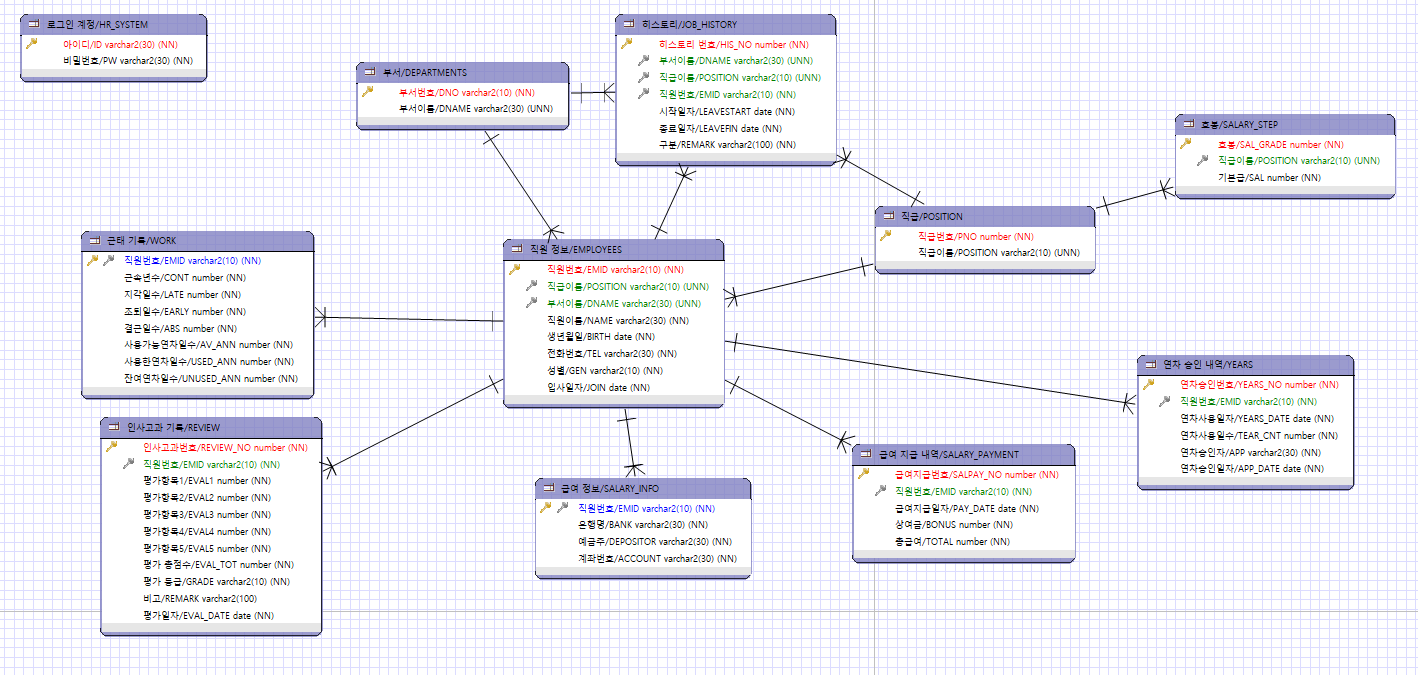 로그인 계정/HR_SYSTEM
아이디/ID varchar2(30) (NN)
비밀번호/PW varchar2(30) (NN)
부서/DEPARTMENTS
부서번호/DNO varchar2(10) (NN)
부서이름/DNAME varchar2(30) (UNN)
히스토리/JOB_HISTORY
히스토리 번호/HIS_NO number (NN)
부서이름/DNAME varchar2(30) (UNN)
직급이름/POSITION varchar2(10) (UNN)
직원번호/EMID varchar2(10) (NN)
시작일자/LEAVESTART date (NN)
종료일자/LEAVEFIN date (NN)
구분/REMARK varchar2(100) (NN)
호봉/SALARY_STEP
호봉/SAL_GRADE number (NN)
직급이름/POSITION varchar2(10) (UNN)
기본급/SAL number (NN)
직급/POSITION
직급번호/PNO number (NN)
직급이름/POSITION varchar2(10) (UNN)
근태 기록/WORK
직원번호/EMID varchar2(10) (NN)
근속년수/CONT number (NN)
지각일수/LATE number (NN)
조퇴일수/EARLY number (NN)
결근일수/ABS number (NN)
사용가능연차일수/AV_ANN number (NN)
사용한연차일수/USED_ANN number (NN)
잔여연차일수/UNUSED_ANN number (NN)
직원 정보/EMPLOYEES
직원번호/EMID varchar2(10) (NN)
직급이름/POSITION varchar2(10) (UNN)
부서이름/DNAME varchar2(30) (UNN)
직원이름/NAME varchar2(30) (NN)
생년월일/BIRTH date (NN)
전화번호/TEL varchar2(30) (NN)
성별/GEN varchar2(10) (NN)
입사일자/JOIN date (NN)
연차 승인 내역/YEARS
연차승인번호/YEARS_NO number (NN)
직원번호/EMID varchar2(10) (NN)
연차사용일자/YEARS_DATE date (NN)
연차사용일수/TEAR_CNT number (NN)
연차승인자/APP varchar2(30) (NN)
연차승인일자/APP_DATE date (NN)
인사고과 기록/REVIEW
인사고과번호/REVIEW_NO number (NN)
직원번호/EMID varchar2(10) (NN)
평가항목1/EVAL1 number (NN)
평가항목2/EVAL2 number (NN)
평가항목3/EVAL3 number (NN)
평가항목4/EVAL4 number (NN)
평가항목5/EVAL5 number (NN)
평가 총점수/EVAL_TOT number (NN)
평가 등급/GRADE varchar2(10) (NN)
비고/REMARK varchar2(100)
평가일자/EVAL_DATE date (NN)
급여 정보/SALARY_INFO
직원번호/EMID varchar2(10) (NN)
은행명/BANK varchar2(30) (NN)
예금주/DEPOSITOR varchar2(30) (NN)
계좌번호/ACCOUNT varchar2(30) (NN)
급여 지급 내역/SALARY_PAYMENT
급여지급번호/SALPAY_NO number (NN)
직원번호/EMID varchar2(10) (NN)
급여지급일자/PAY_DATE date (NN)
상여금/BONUS number (NN)
총급여/TOTAL number (NN)